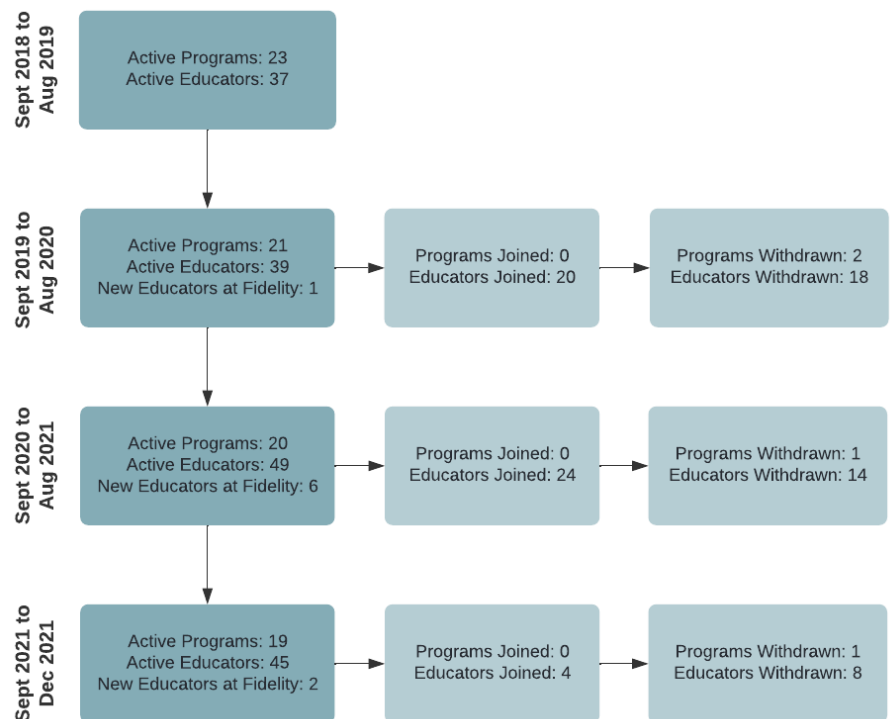 Sept 2018 to
Aug 2019
Active Programs: 23
Active Educators: 37
Sept 2019 to
Aug 2020
Active Programs: 21
Active Educators: 39
New Educators at Fidelity: 1
Programs Joined: 0
Educators Joined: 20
Programs Withdrawn: 2
Educators Withdrawn: 18
Sept 2020 to
Aug 2021
Active Programs: 20
Active Educators: 49
New Educators at Fidelity: 6
Programs Joined: 0
Educators Joined: 24
Programs Withdrawn: 1
Educators Withdrawn: 14
Sept 2021 to
Dec 2021
Active Programs: 19
Active Educators: 45
New Educators at Fidelity: 2
Programs Joined: 0
Educators Joined: 4
Programs Withdrawn: 1
Educators Withdrawn: 8